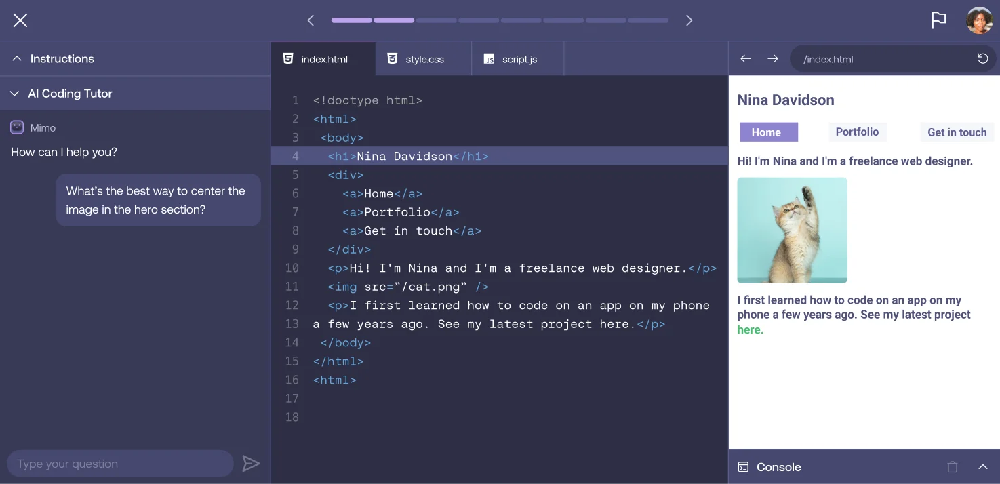 Instructions
AI Coding Tutor
Mimo
How can I help you?
What's the best way to center the
image in the hero section?
Type your question
index.html
style.css
JS script.js
1 <!doctype html>
2 <html>
3 <body>
4 <h1>Nina Davidson</h1>
5 <div>
6 <a>Home</a>
7 <a>Portfolio</a>
8 <a>Get in touch</a>
9 </div>
10 <p>Hi! I'm Nina and I'm a freelance web designer.</p>
11 <img src=”/cat.png” />
12 <p>I first learned how to code on an app on my phone
13 a few years ago. See my latest project here.</p>
14 </body>
15 </html>
16 <html>
17
18
/index.html
Nina Davidson
Home Portfolio Get in touch
Hi! I'm Nina and I'm a freelance web designer.
I first learned how to code on an app on my
phone a few years ago. See my latest project
here.
Console